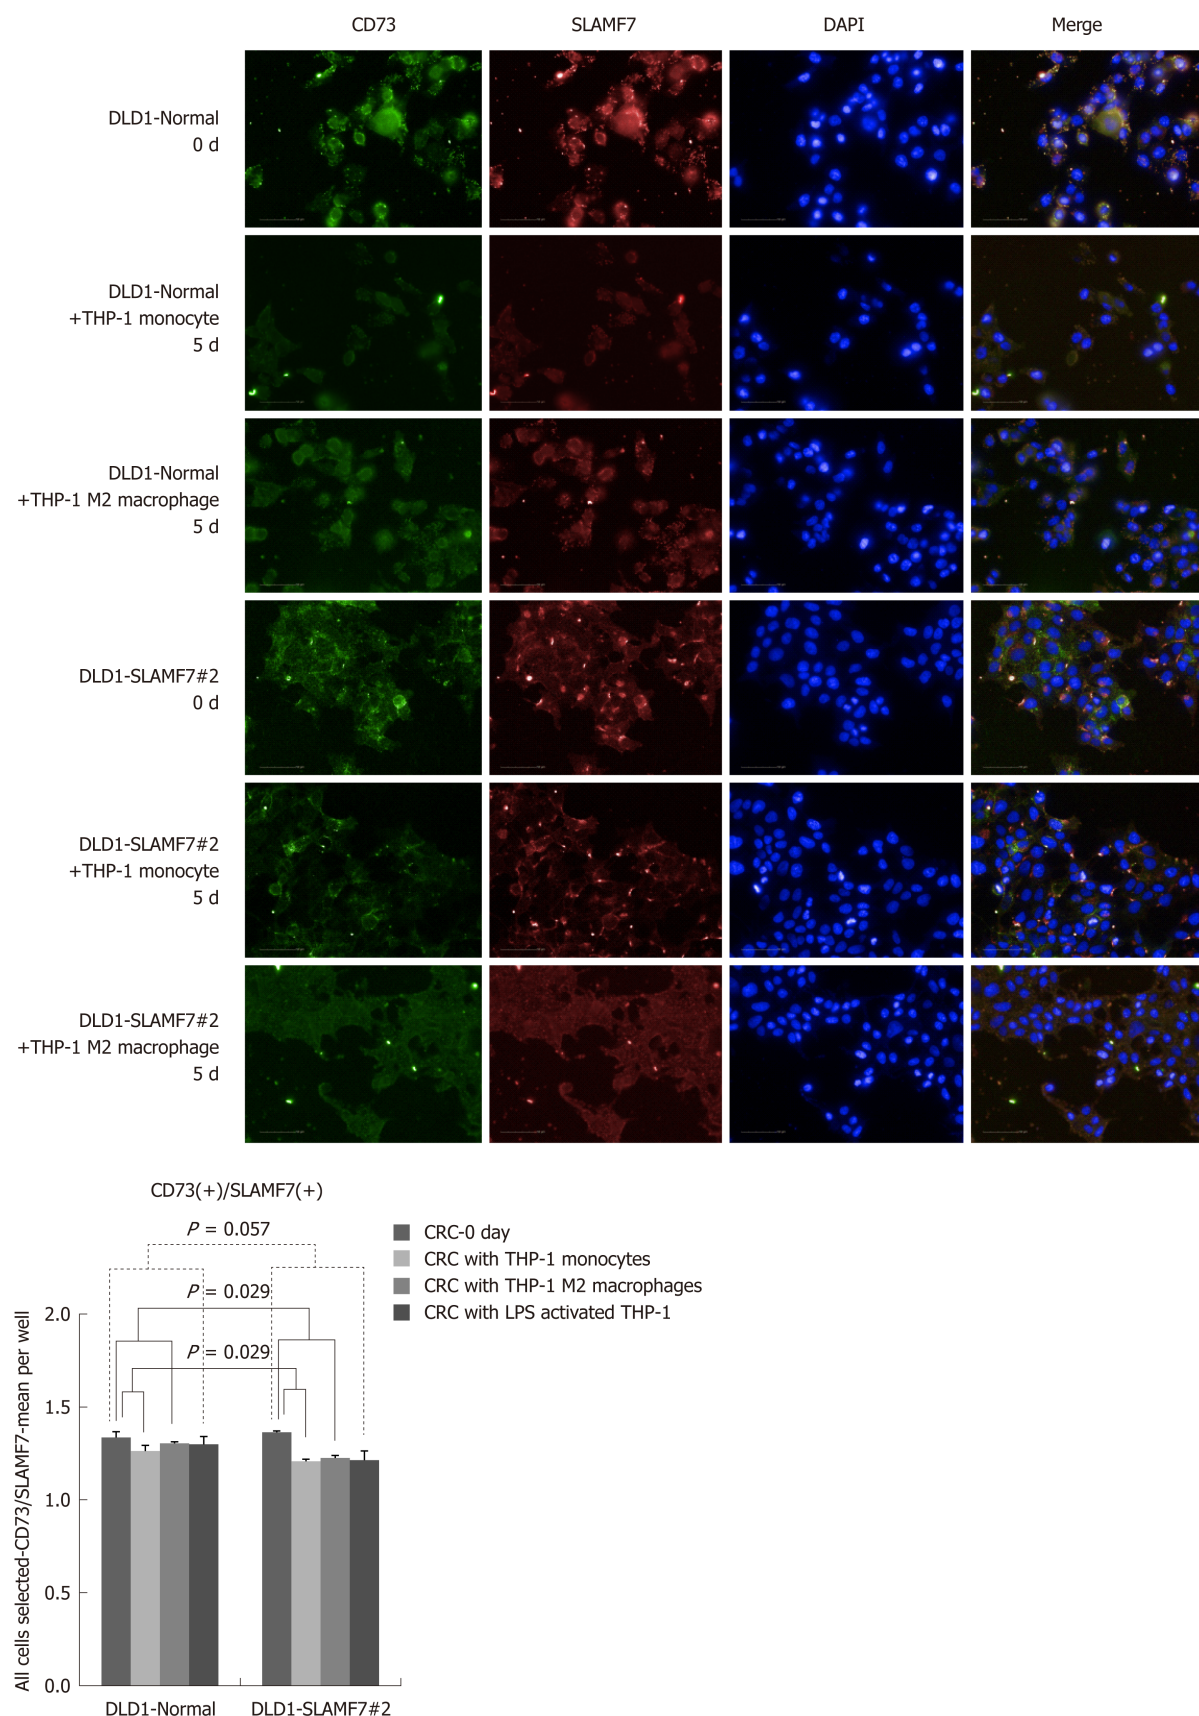 CD73 SLAMF7 DAPI Merge
DLD1-Normal
0 d
DLD1-Normal
+THP-1 monocyte
5 d
DLD1-Normal
+THP-1 M2 macrophage
5 d
DLD1-SLAMF7#2
0 d
DLD1-SLAMF7#2
+THP-1 monocyte
5 d
DLD1-SLAMF7#2
+THP-1 M2 macrophage
5 d
CD73(+)/SLAMF7(+)
P = 0.057
P = 0.029
P = 0.029
CRC-0 day
CRC with THP-1 monocytes
CRC with THP-1 M2 macrophages
CRC with LPS activated THP-1
All cells selected-CD73/SLAMF7-mean per well
2.0
1.5
1.0
0.5
0.0
DLD1-Normal DLD1-SLAMF7#2